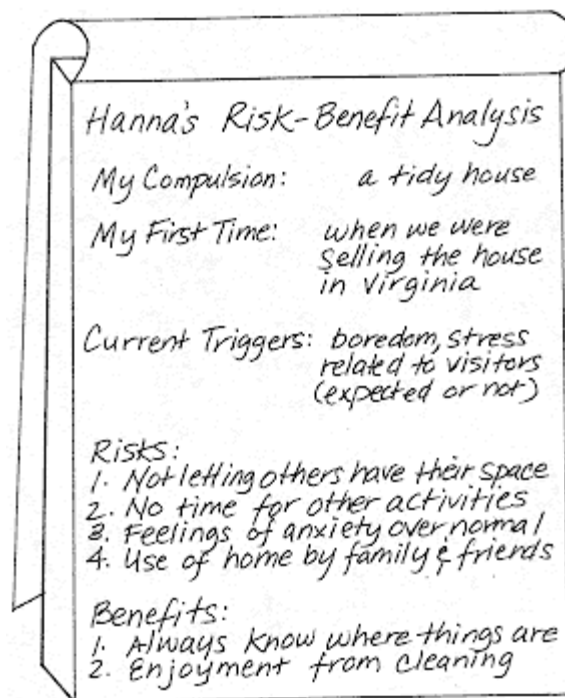 Hanna's Risk-Benefit Analysis
My Compulsion: a tidy house
My First Time: when we were
selling the house
in Virginia
Current Triggers: boredom, stress
related to visitors
(expected or not)
Risks:
1. Not letting others have their space
2. No time for other activities
3. Feelings of anxiety over normal
4. Use of home by family & friends
Benefits:
1. Always know where things are
2. Enjoyment from cleaning